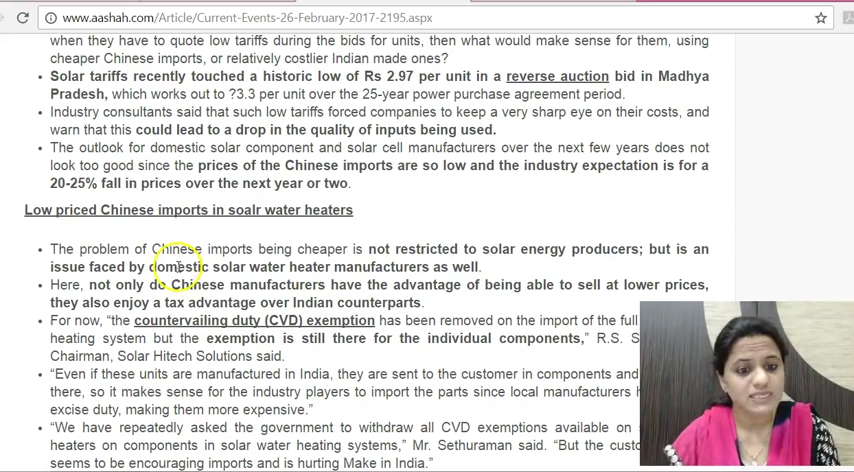 www.aashah.com/Article/Current-Events-26-February-2017-2195.aspx
when they have to quote low tariffs during the bids for units, then what would make sense for them, using
cheaper Chinese imports, or relatively costlier Indian made ones?
• Solar tariffs recently touched a historic low of Rs 2.97 per unit in a reverse auction bid in Madhya
Pradesh, which works out to ?3.3 per unit over the 25-year power purchase agreement period.
• Industry consultants said that such low tariffs forced companies to keep a very sharp eye on their costs, and
warn that this could lead to a drop in the quality of inputs being used.
• The outlook for domestic solar component and solar cell manufacturers over the next few years does not
look too good since the prices of the Chinese imports are so low and the industry expectation is for a
20-25% fall in prices over the next year or two.
Low priced Chinese imports in soalr water heaters
• The problem of Chinese imports being cheaper is not restricted to solar energy producers; but is an
issue faced by domestic solar water heater manufacturers as well.
• Here, not only do Chinese manufacturers have the advantage of being able to sell at lower prices,
they also enjoy a tax advantage over Indian counterparts.
• For now, “the countervailing duty (CVD) exemption has been removed on the import of the full
heating system but the exemption is still there for the individual components,” R.S.
Chairman, Solar Hitech Solutions said.
• “Even if these units are manufactured in India, they are sent to the customer in components and
there, so it makes sense for the industry players to import the parts since local manufacturers
excise duty, making them more expensive.”
• “We have repeatedly asked the government to withdraw all CVD exemptions available on
heaters on components in solar water heating systems,” Mr. Sethuraman said. “But the
seems to be encouraging imports and is hurting Make in India.”